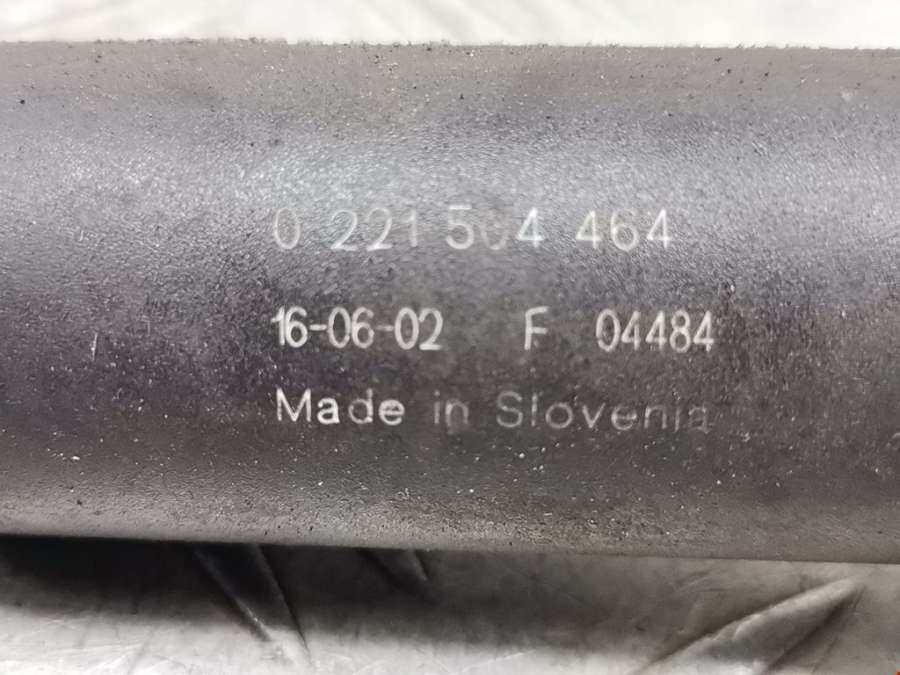 0 221 504 464
16-06-02 F 04484
Made in Slovenia